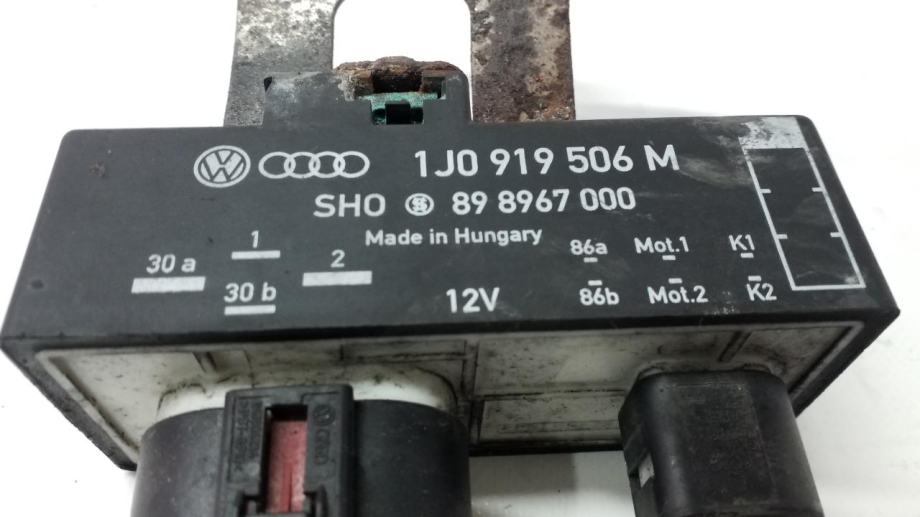 1J0 919 506 M
SHO S 89 8967 000
Made in Hungary
30 a 1 2 86a Mot.1 K1
30 b 12V 86b Mot.2 K2